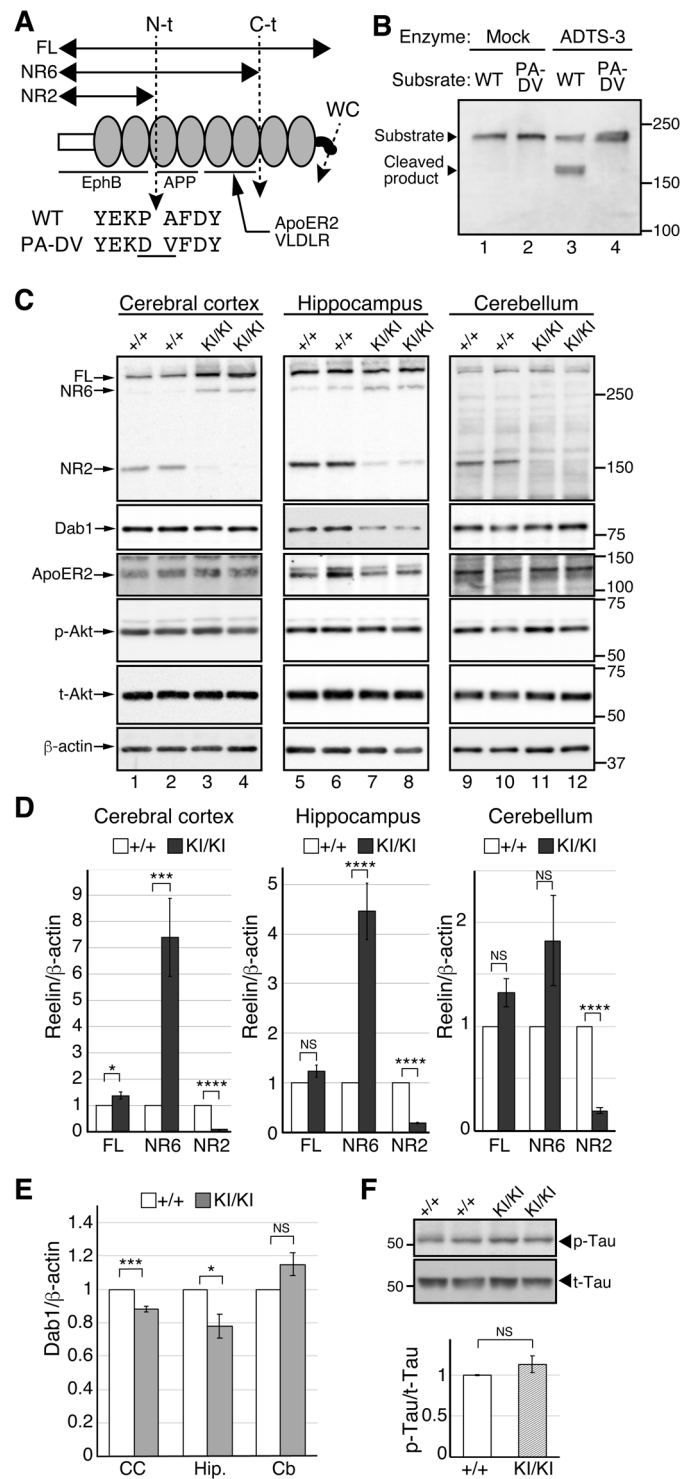 A
N-t
C-t
FL
NR6
NR2
WC
EphB
APP
ApoER2
VLDLR
WT YEKP AFDY
PA-DV YEKD VFDY
B
Enzyme: Mock ADTS-3
Subsrate: WT PA-DV WT PA-DV
Substrate
Cleaved product
250
150
100
1 2 3 4
C
Cerebral cortex
Hippocampus
Cerebellum
+/+ +/+ KI/KI KI/KI
+/+ +/+ KI/KI KI/KI
+/+ +/+ KI/KI KI/KI
FL
NR6
NR2
250
150
Dab1
75
ApoER2
150
100
p-Akt
75
50
t-Akt
75
50
β-actin
37
1 2 3 4 5 6 7 8 9 10 11 12
D
Cerebral cortex
+/+ KI/KI
Reelin/β-actin
9
8
7
6
5
4
3
2
1
0
*
***
****
FL NR6 NR2
Hippocampus
+/+ KI/KI
Reelin/β-actin
5
4
3
2
1
0
NS
****
****
FL NR6 NR2
Cerebellum
+/+ KI/KI
Reelin/β-actin
2
1
0
NS
NS
****
FL NR6 NR2
E
+/+ KI/KI
Dab1/β-actin
1.4
1.2
1
0.8
0.6
0.4
0.2
0
***
*
NS
CC Hip. Cb
F
+/+ +/+ KI/KI KI/KI
50
p-Tau
50
t-Tau
p-Tau/t-Tau
1
0.5
0
NS
+/+ KI/KI